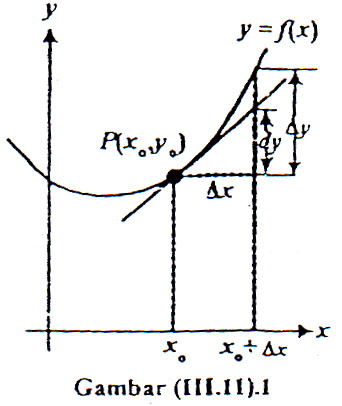 y
y = f(x)
P(x₀,y₀)
Δy
dy
Δx
x
x₀
x₀ + Δx
Gambar (III.11).1